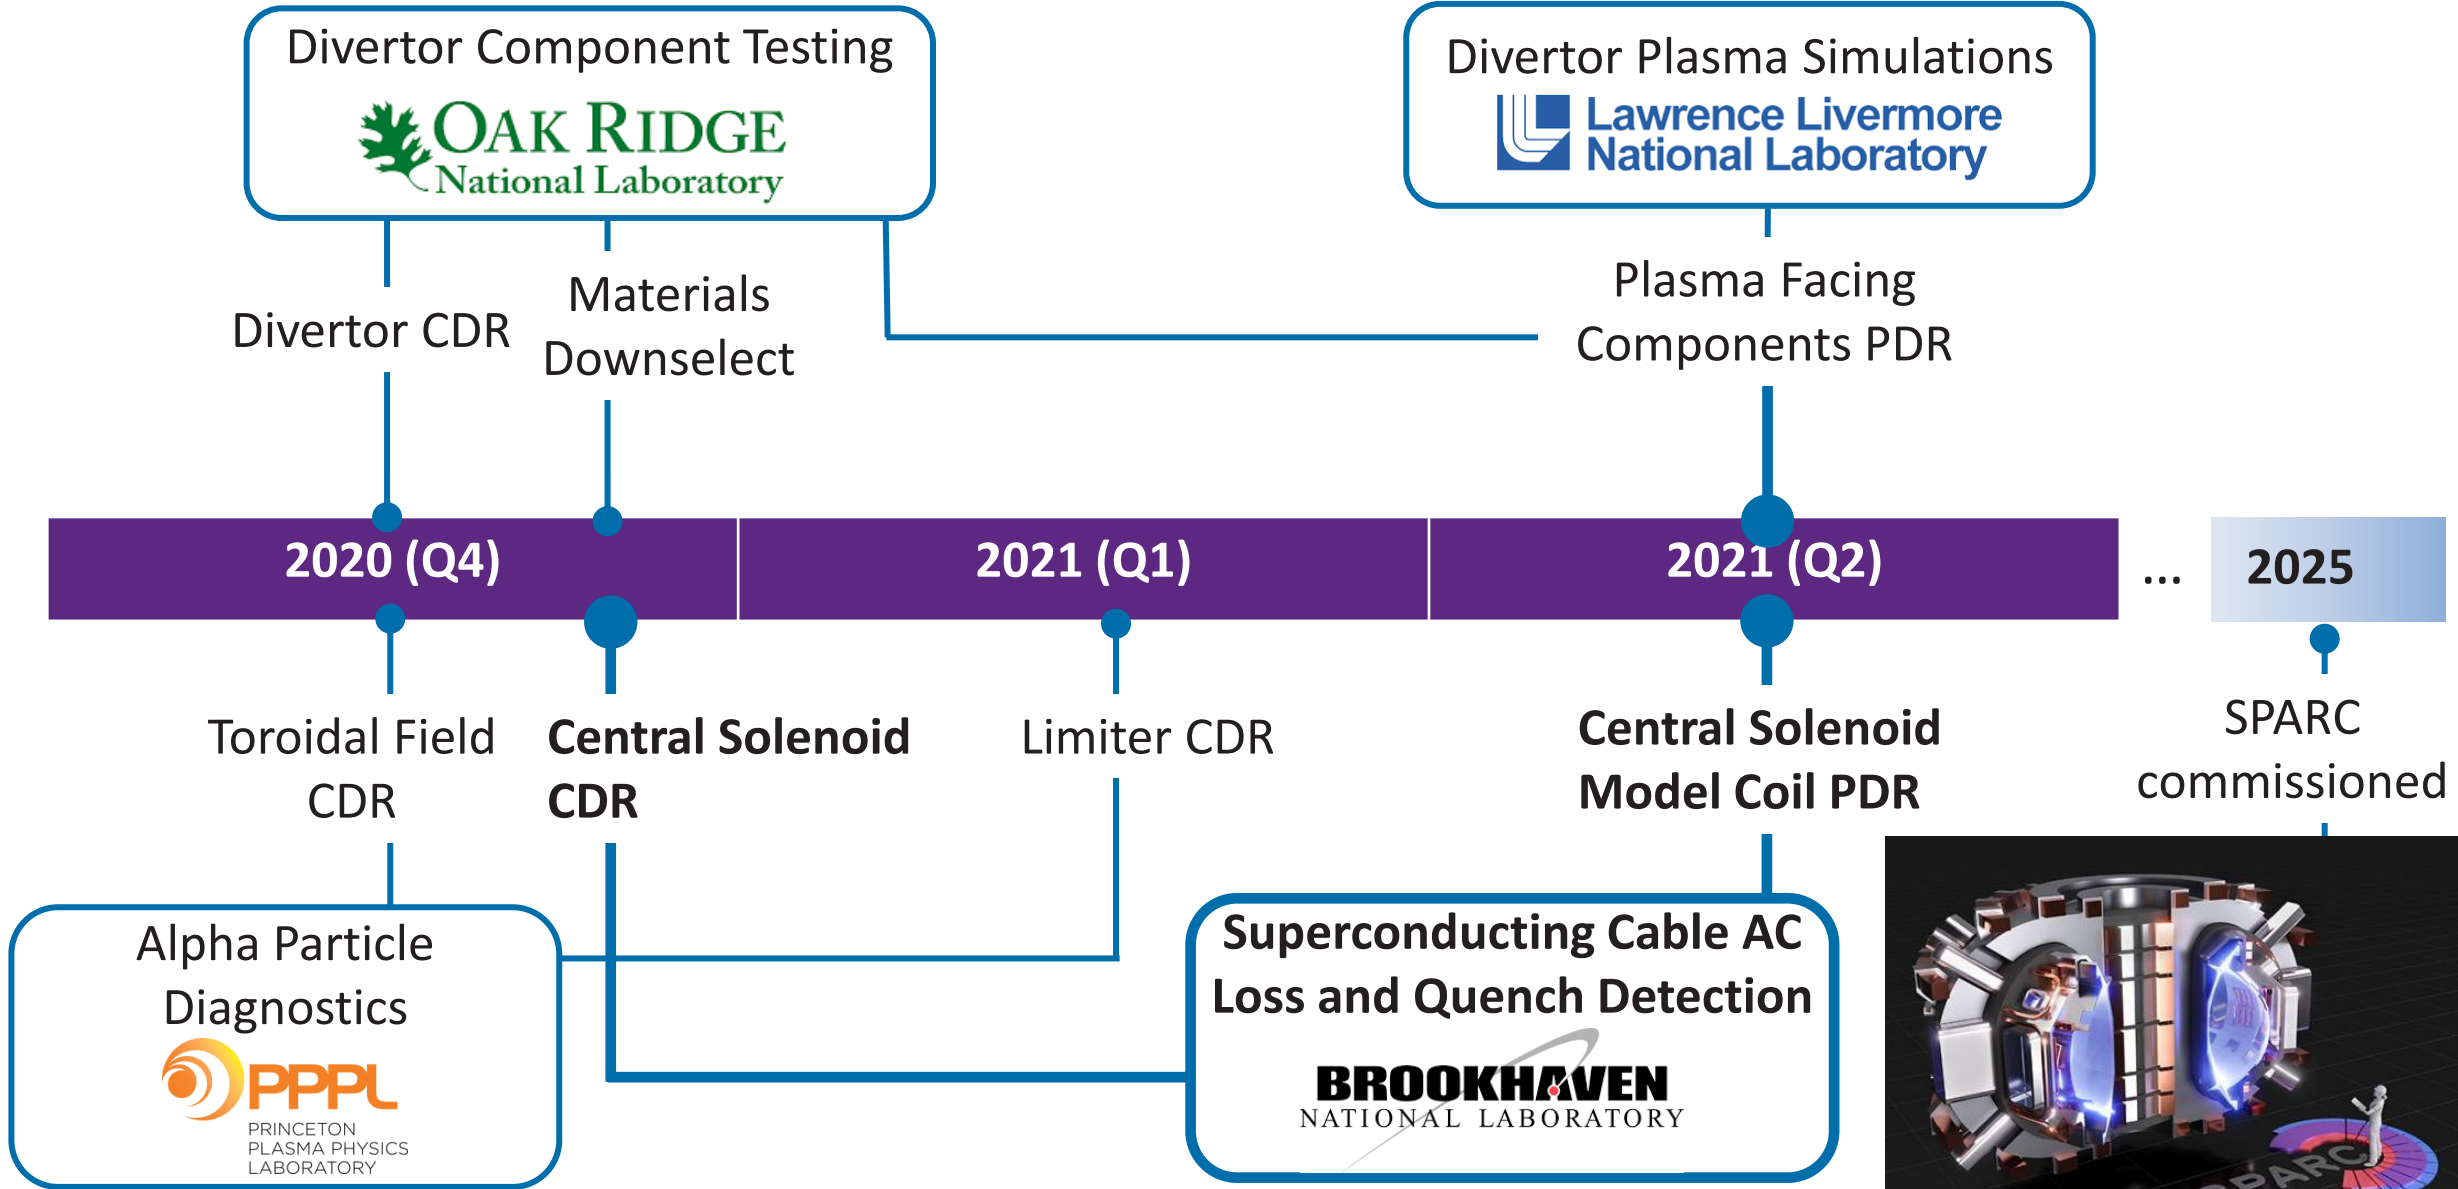 Divertor Component Testing
OAK RIDGE
National Laboratory
Divertor Plasma Simulations
Lawrence Livermore
National Laboratory
Divertor CDR
Materials
Downselect
Plasma Facing
Components PDR
2020 (Q4)
2021 (Q1)
2021 (Q2)
...
2025
Toroidal Field
CDR
Central Solenoid
CDR
Limiter CDR
Central Solenoid
Model Coil PDR
SPARC
commissioned
Alpha Particle
Diagnostics
PPPL
PRINCETON
PLASMA PHYSICS
LABORATORY
Superconducting Cable AC
Loss and Quench Detection
BROOKHAVEN
NATIONAL LABORATORY
SPARC